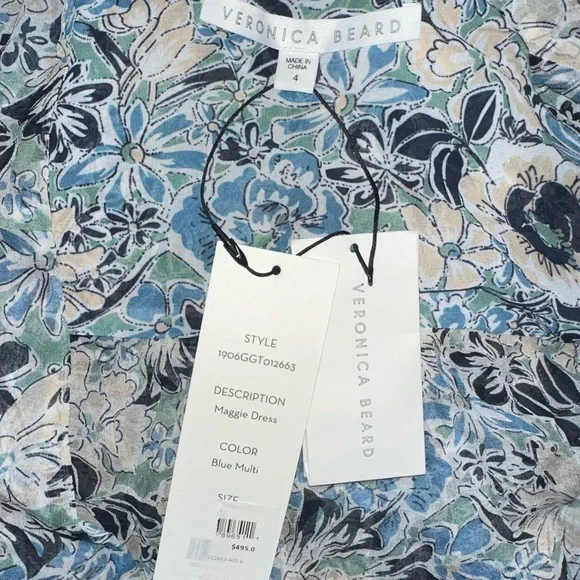 VERONICA BEARD
MADE IN
CHINA
4
STYLE
1906GGT012663
DESCRIPTION
Maggie Dress
COLOR
Blue Multi
SIZE
$495.0
VERONICA BEARD